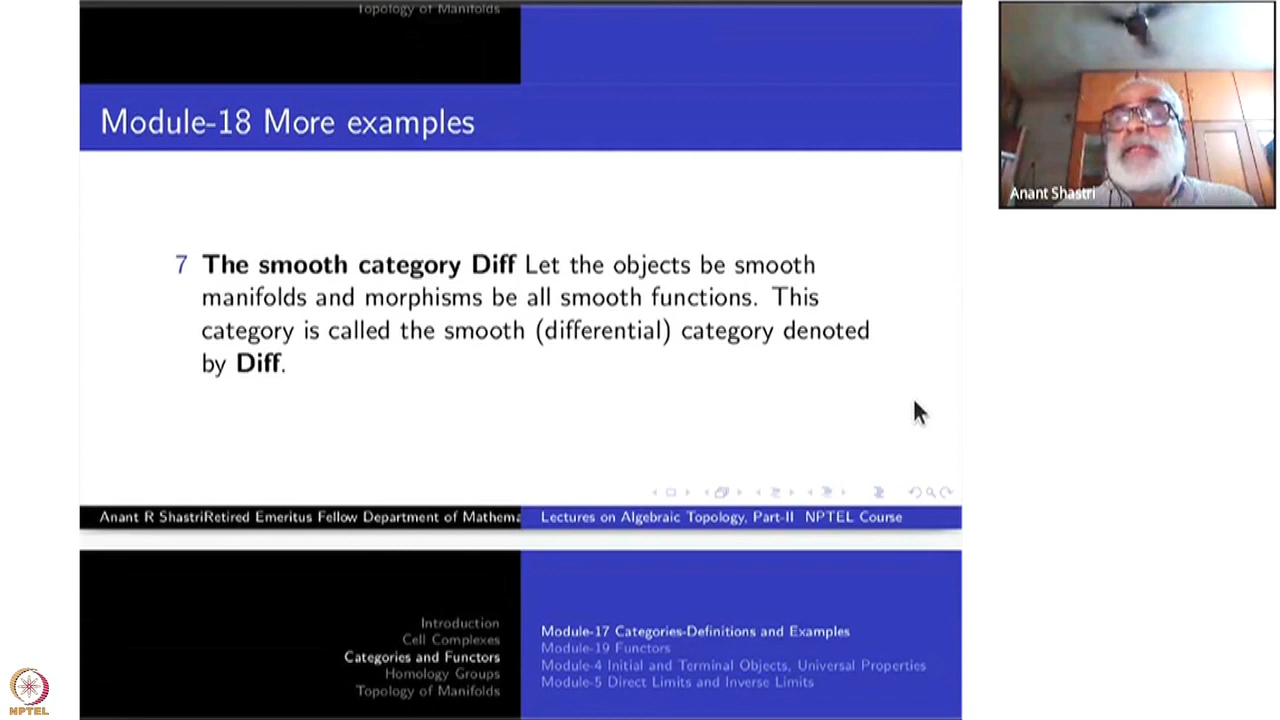 Topology of Manifolds
Module-18 More examples
7 The smooth category Diff Let the objects be smooth
manifolds and morphisms be all smooth functions. This
category is called the smooth (differential) category denoted
by Diff.
Anant R ShastriRetired Emeritus Fellow Department of Mathema
Lectures on Algebraic Topology, Part-II NPTEL Course
Introduction
Cell Complexes
Categories and Functors
Homology Groups
Topology of Manifolds
Module-17 Categories-Definitions and Examples
Module-19 Functors
Module-4 Initial and Terminal Objects, Universal Properties
Module-5 Direct Limits and Inverse Limits
Anant Shastri
NPTEL